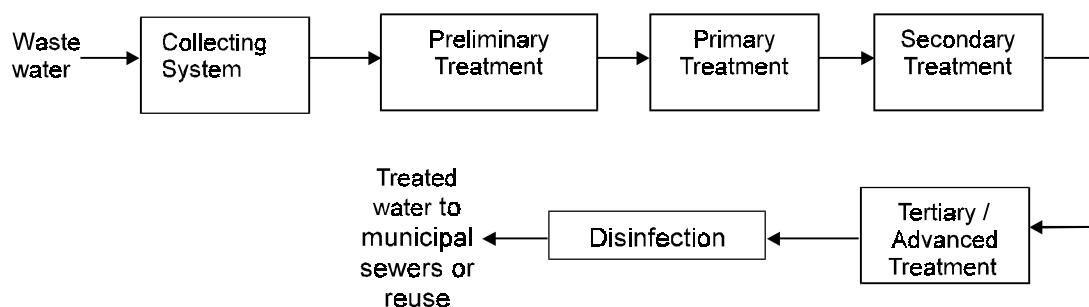 Waste
water
Collecting
System
Preliminary
Treatment
Primary
Treatment
Secondary
Treatment
Tertiary /
Advanced
Treatment
Disinfection
Treated
water to
municipal
sewers or
reuse